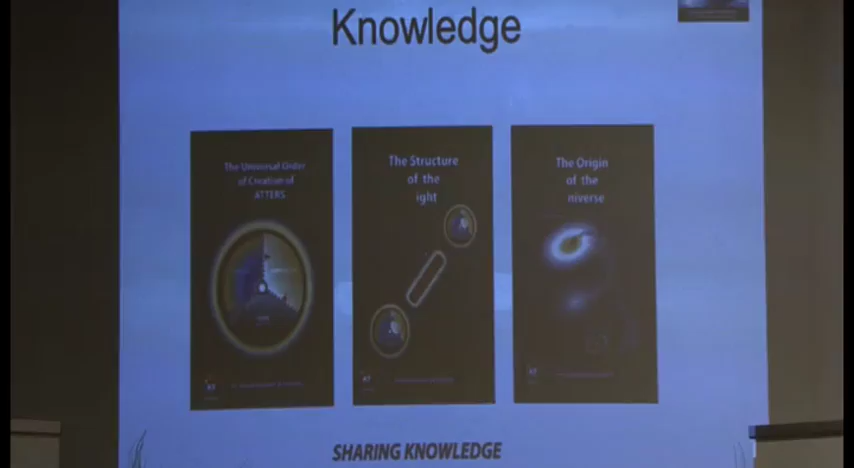 Knowledge
The Universal Order
of Creation of
ATTERS
The Structure
of the
ight
The Origin
of the
niverse
SHARING KNOWLEDGE